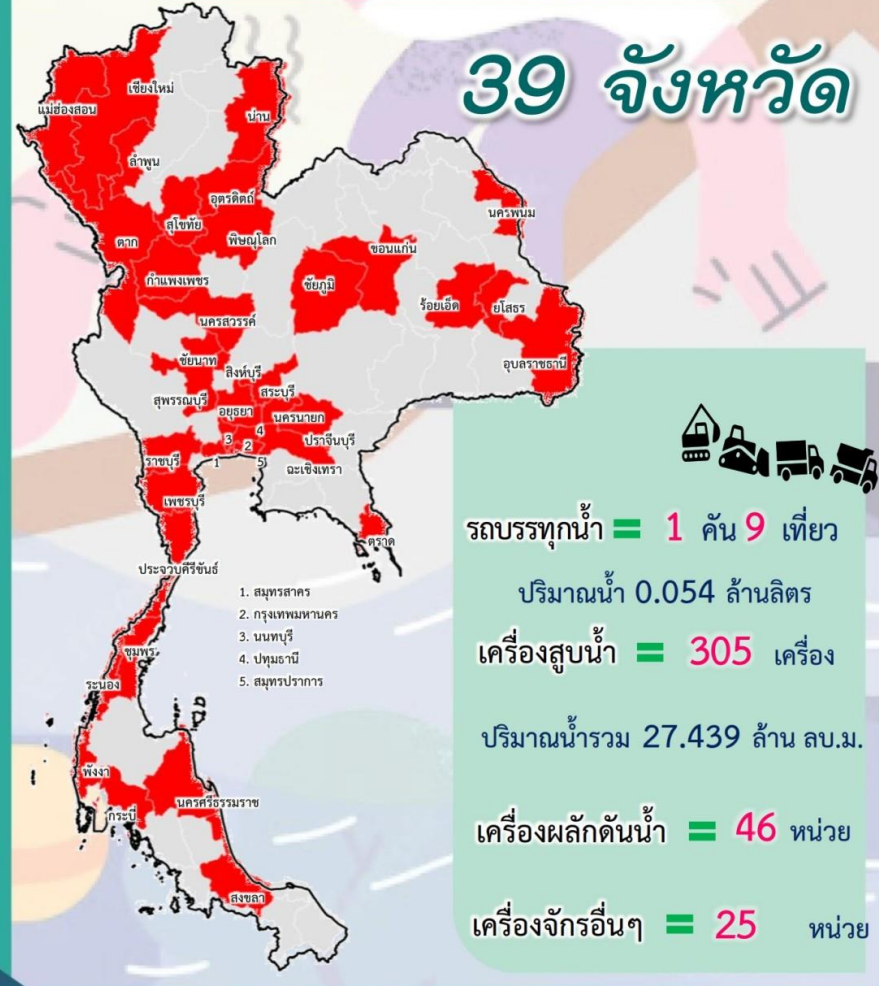 39 จังหวัด
เชียงใหม่
แม่ฮ่องสอน
น่าน
ลำพูน
อุตรดิตถ์
สุโขทัย
ตาก
พิษณุโลก
นครพนม
ขอนแก่น
กำแพงเพชร
ชัยภูมิ
ร้อยเอ็ด
ยโสธร
นครสวรรค์
ชัยนาท
สิงห์บุรี
อุบลราชธานี
สระบุรี
สุพรรณบุรี
อยุธยา
นครนายก
4
3
2
ปราจีนบุรี
ราชบุรี
1
5
ฉะเชิงเทรา
เพชรบุรี
ตราด
ประจวบคีรีขันธ์
1. สมุทรสาคร
2. กรุงเทพมหานคร
3. นนทบุรี
4. ปทุมธานี
5. สมุทรปราการ
ชุมพร
ระนอง
พังงา
นครศรีธรรมราช
กระบี่
สงขลา
รถบรรทุกน้ำ = 1 คัน 9 เที่ยว
ปริมาณน้ำ 0.054 ล้านลิตร
เครื่องสูบน้ำ = 305 เครื่อง
ปริมาณน้ำรวม 27.439 ล้าน ลบ.ม.
เครื่องผลักดันน้ำ = 46 หน่วย
เครื่องจักรอื่นๆ = 25 หน่วย